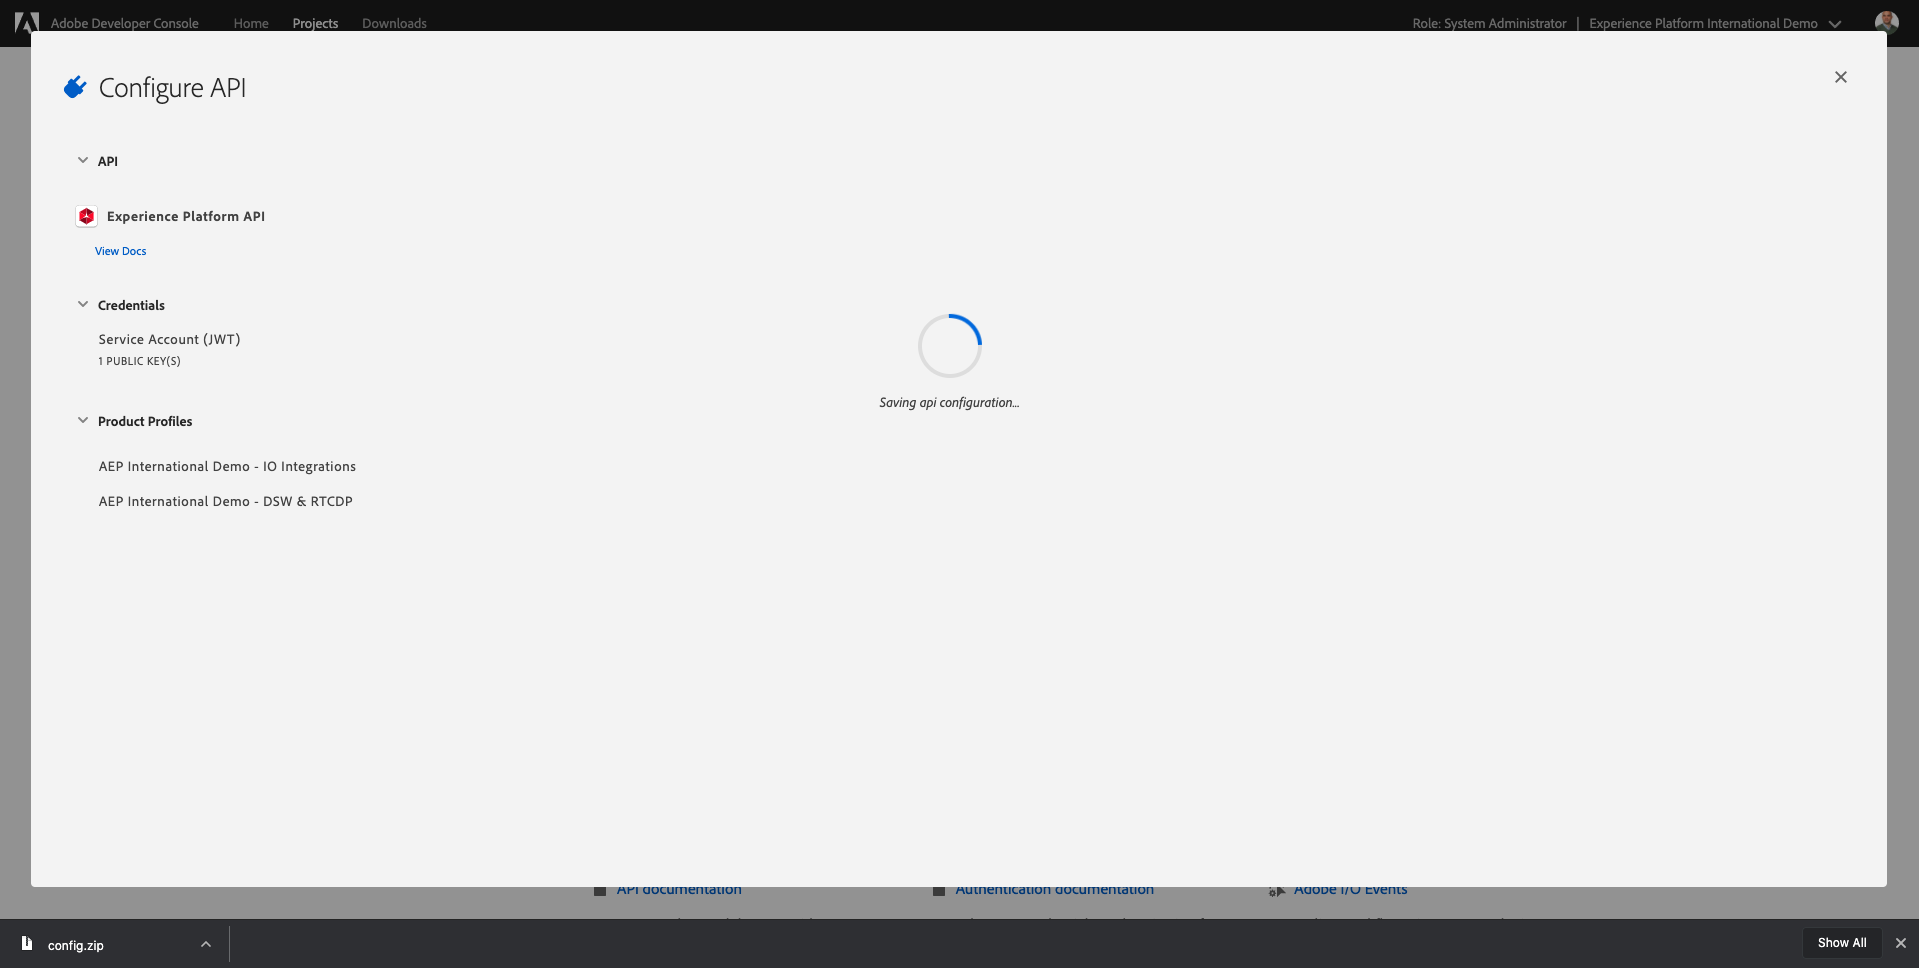 Adobe Developer Console Home Projects Downloads Role: System Administrator | Experience Platform International Demo
Configure API
API
Experience Platform API
View Docs
Credentials
Service Account (JWT)
1 PUBLIC KEY(S)
Saving api configuration...
Product Profiles
AEP International Demo - IO Integrations
AEP International Demo - DSW & RTCDP
API documentation Authentication documentation Adobe I/O Events
config.zip Show All